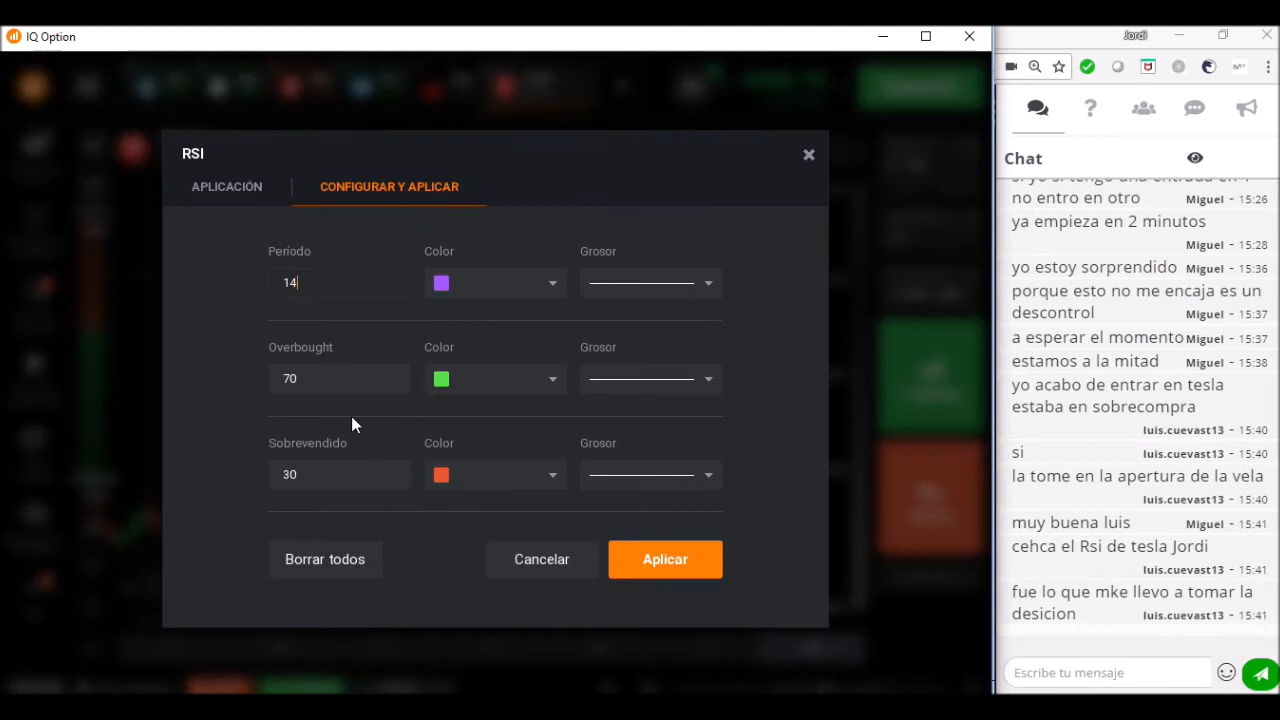 IQ Option
Jordi
RSI
APLICACIÓN
CONFIGURAR Y APLICAR
Período
Color
Grosor
14
Overbought
Color
Grosor
70
Sobrevendido
Color
Grosor
30
Borrar todos
Cancelar
Aplicar
Chat
no entro en otro
Miguel - 15:26
ya empieza en 2 minutos
Miguel - 15:28
yo estoy sorprendido
Miguel - 15:36
porque esto no me encaja es un
descontrol
Miguel - 15:37
a esperar el momento
Miguel - 15:37
estamos a la mitad
Miguel - 15:38
yo acabo de entrar en tesla
estaba en sobrecompra
luis.cuevast13 - 15:40
si
luis.cuevast13 - 15:40
la tome en la apertura de la vela
luis.cuevast13 - 15:40
muy buena luis
Miguel - 15:41
cehca el Rsi de tesla Jordi
luis.cuevast13 - 15:41
fue lo que mke llevo a tomar la
desicion
luis.cuevast13 - 15:41
Escribe tu mensaje